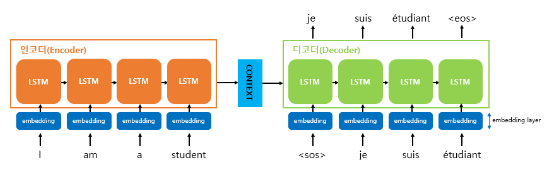 je suis étudiant <eos>
인코더(Encoder) 디코더(Decoder)
LSTM LSTM LSTM LSTM CONTEXT LSTM LSTM LSTM LSTM
embedding embedding embedding embedding embedding embedding embedding embedding embedding layer
I am a student <sos> je suis étudiant